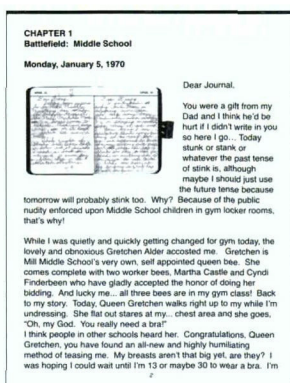 CHAPTER 1
Battlefield: Middle School
Monday, January 5, 1970
Dear Journal,
You were a gift from my
Dad and I think he'd be
hurt if I didn't write in you
so here I go... Today
stunk or stank or
whatever the past tense
of stink is, although
maybe I should just use
the future tense because
tomorrow will probably stink too. Why? Because of the public
nudity enforced upon Middle School children in gym locker rooms,
that's why!
While I was quietly and quickly getting changed for gym today, the
lovely and obnoxious Gretchen Alder accosted me. Gretchen is
Mill Middle School's very own, self appointed queen bee. She
comes complete with two worker bees, Martha Castle and Cyndi
Finderbeen who have gladly accepted the honor of doing her
bidding. And lucky me... all three bees are in my gym class! Back
to my story. Today, Queen Gretchen walks right up to me while I'm
undressing. She flat out stares at my... chest area and she goes,
"Oh, my God. You really need a bra!"
I think people in other schools heard her. Congratulations, Queen
Gretchen, you have found an all-new and highly humiliating
method of teasing me. My breasts aren't that big yet, are they? I
was hoping I could wait until I'm 13 or maybe 30 to wear a bra. I'm
2